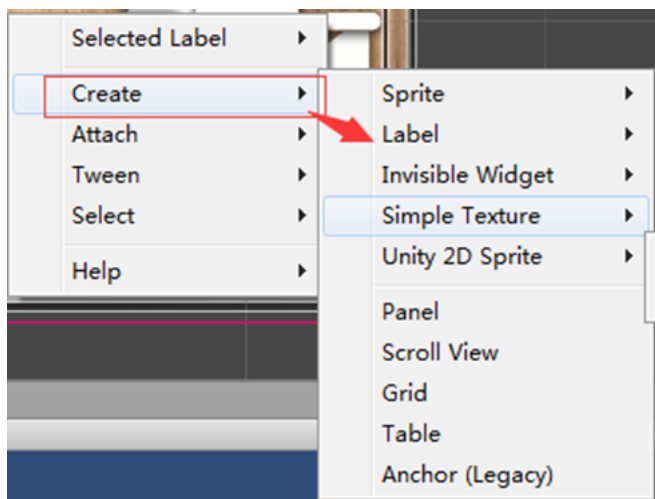 Selected Label
Create
Attach
Tween
Select
Help
Sprite
Label
Invisible Widget
Simple Texture
Unity 2D Sprite
Panel
Scroll View
Grid
Table
Anchor (Legacy)